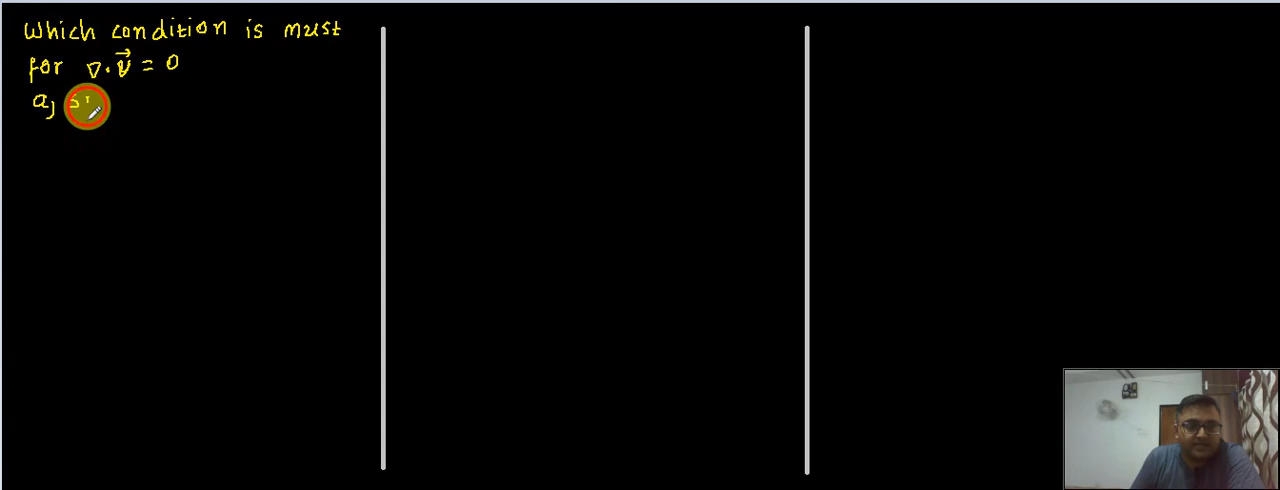 Which condition is must
for ∇·v⃗ = 0
a,